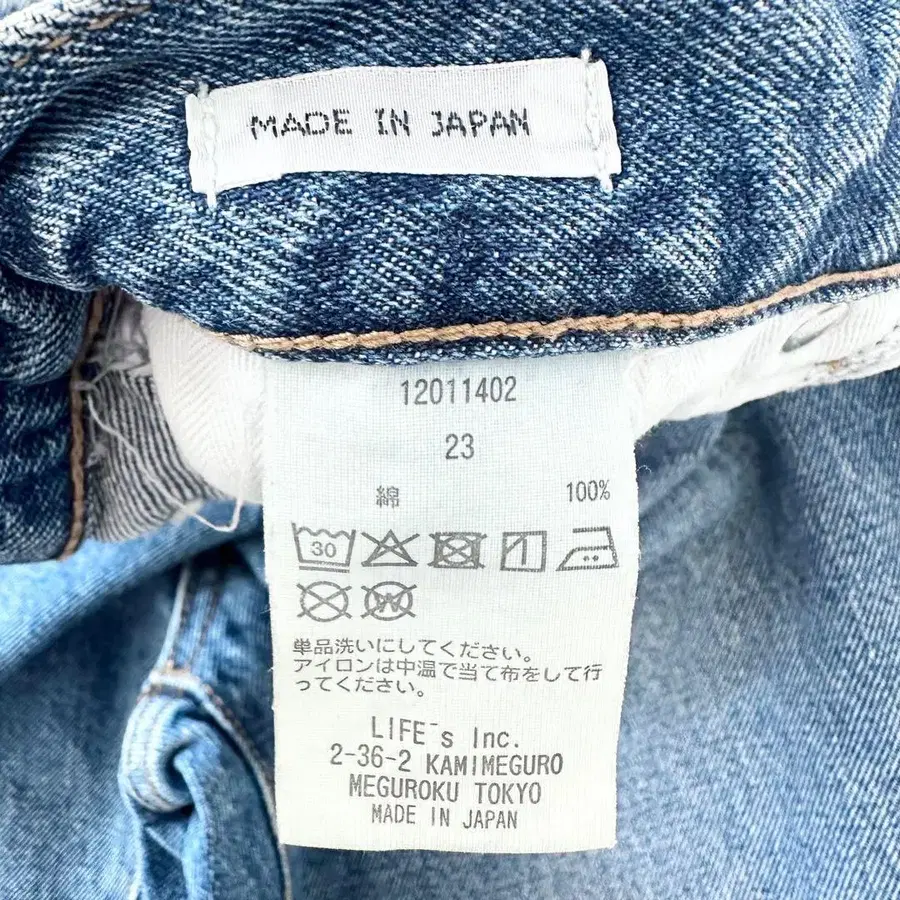 MADE IN JAPAN
12011402
23
綿 100%
30
W
単品洗いにしてください。
アイロンは中温で当て布をして行
ってください。
LIFE's Inc.
2-36-2 KAMIMEGURO
MEGUROKU TOKYO
MADE IN JAPAN